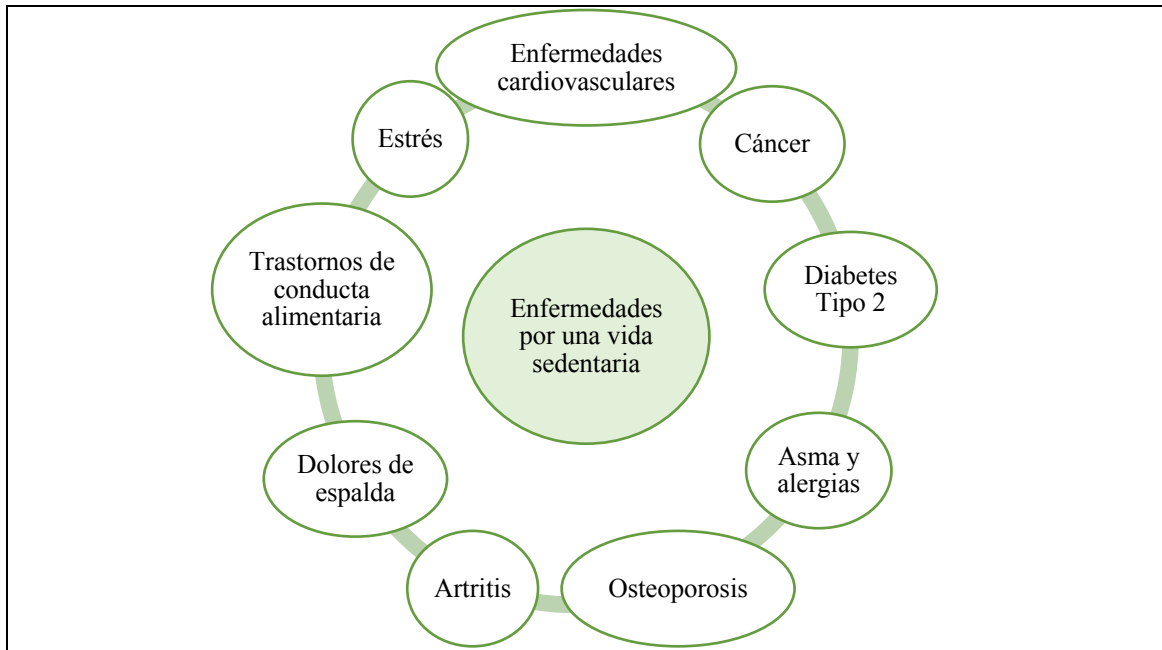 Enfermedades
cardiovasculares
Cáncer
Diabetes
Tipo 2
Asma y
alergias
Osteoporosis
Artritis
Dolores de
espalda
Trastornos de
conducta
alimentaria
Estrés
Enfermedades
por una vida
sedentaria